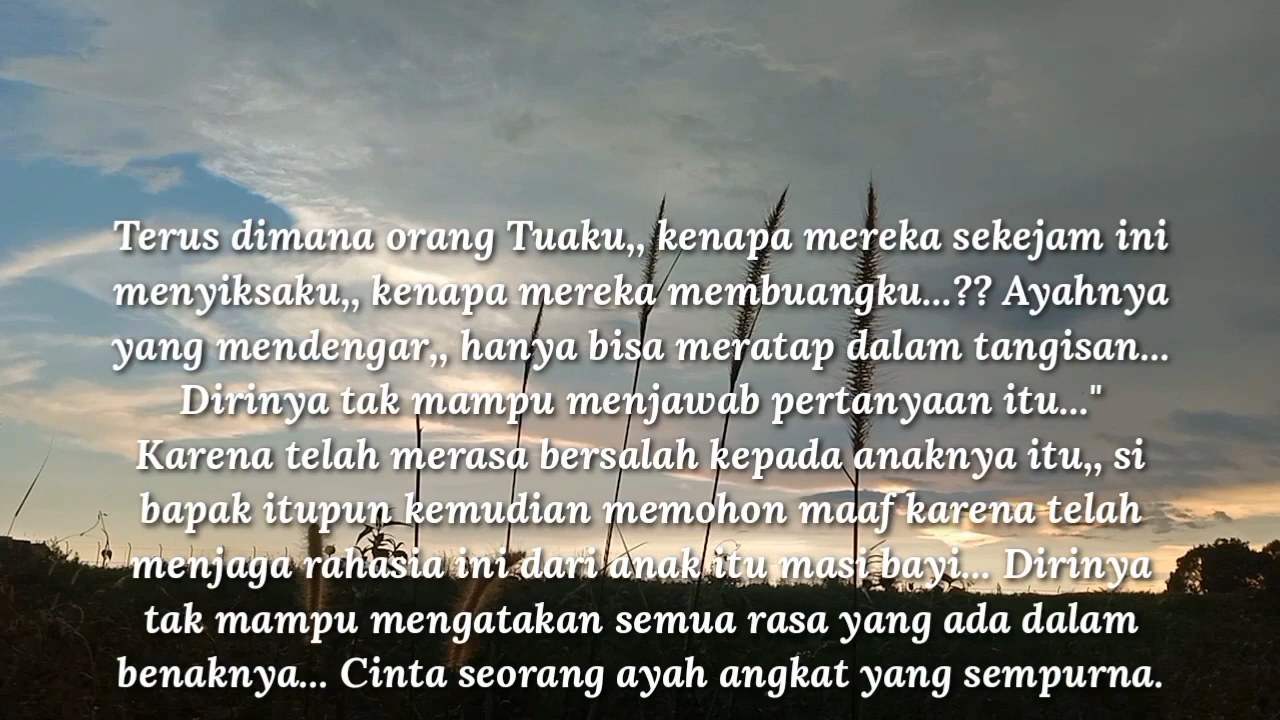 Terus dimana orang Tuaku,, kenapa mereka sekejam ini
menyiksaku,, kenapa mereka membuangku...?? Ayahnya
yang mendengar,, hanya bisa meratap dalam tangisan...
Dirinya tak mampu menjawab pertanyaan itu..."
Karena telah merasa bersalah kepada anaknya itu,, si
bapak itupun kemudian memohon maaf karena telah
menjaga rahasia ini dari anak itu masi bayi... Dirinya
tak mampu mengatakan semua rasa yang ada dalam
benaknya... Cinta seorang ayah angkat yang sempurna.